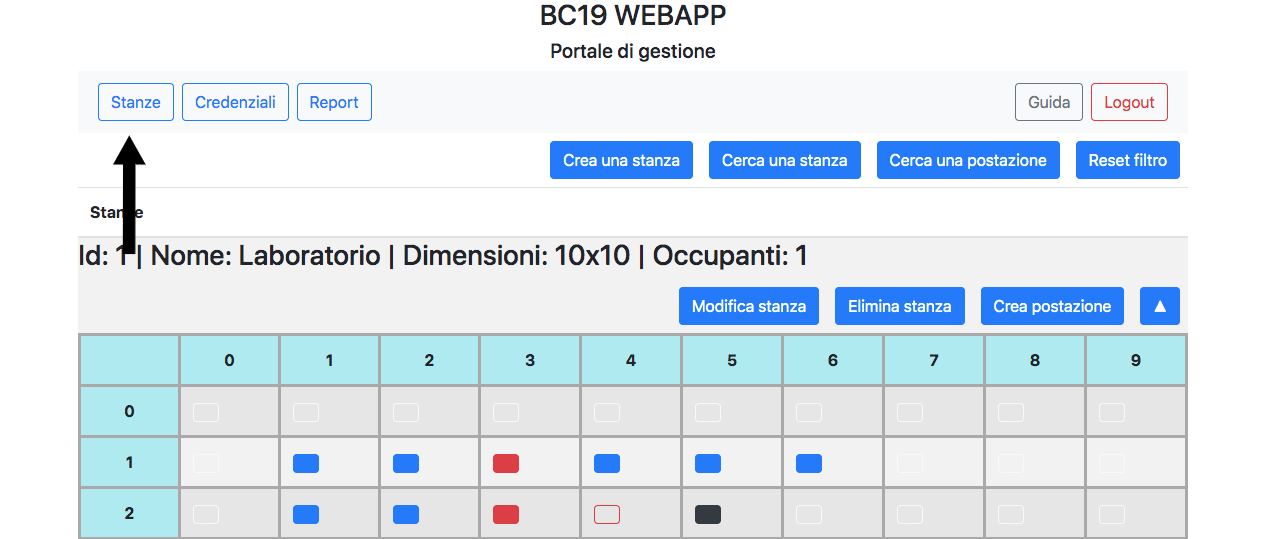 BC19 WEBAPP
Portale di gestione
Stanze Credenziali Report Guida Logout
Crea una stanza Cerca una stanza Cerca una postazione Reset filtro
Stanze
Id: 1 | Nome: Laboratorio | Dimensioni: 10x10 | Occupanti: 1
Modifica stanza Elimina stanza Crea postazione ▲
0 1 2 3 4 5 6 7 8 9
0
1
2